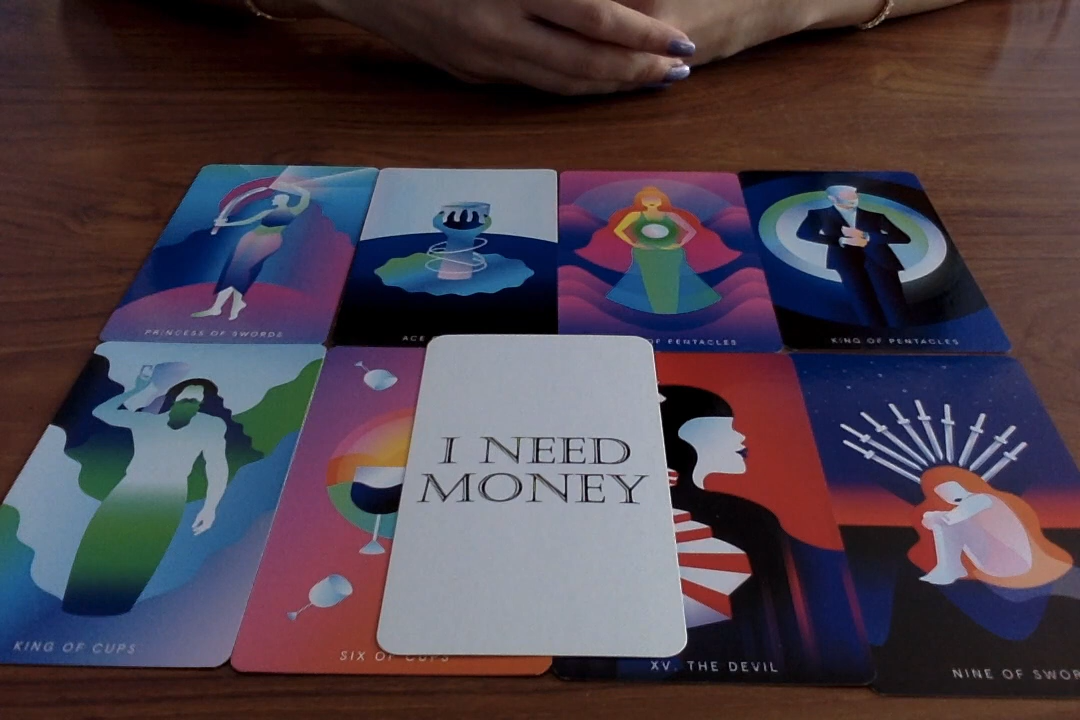 PRINCESS OF SWORDS
ACE
OF PENTACLES
KING OF PENTACLES
I NEED
MONEY
KING OF CUPS
SIX OF CUPS
XV. THE DEVIL
NINE OF SWOR